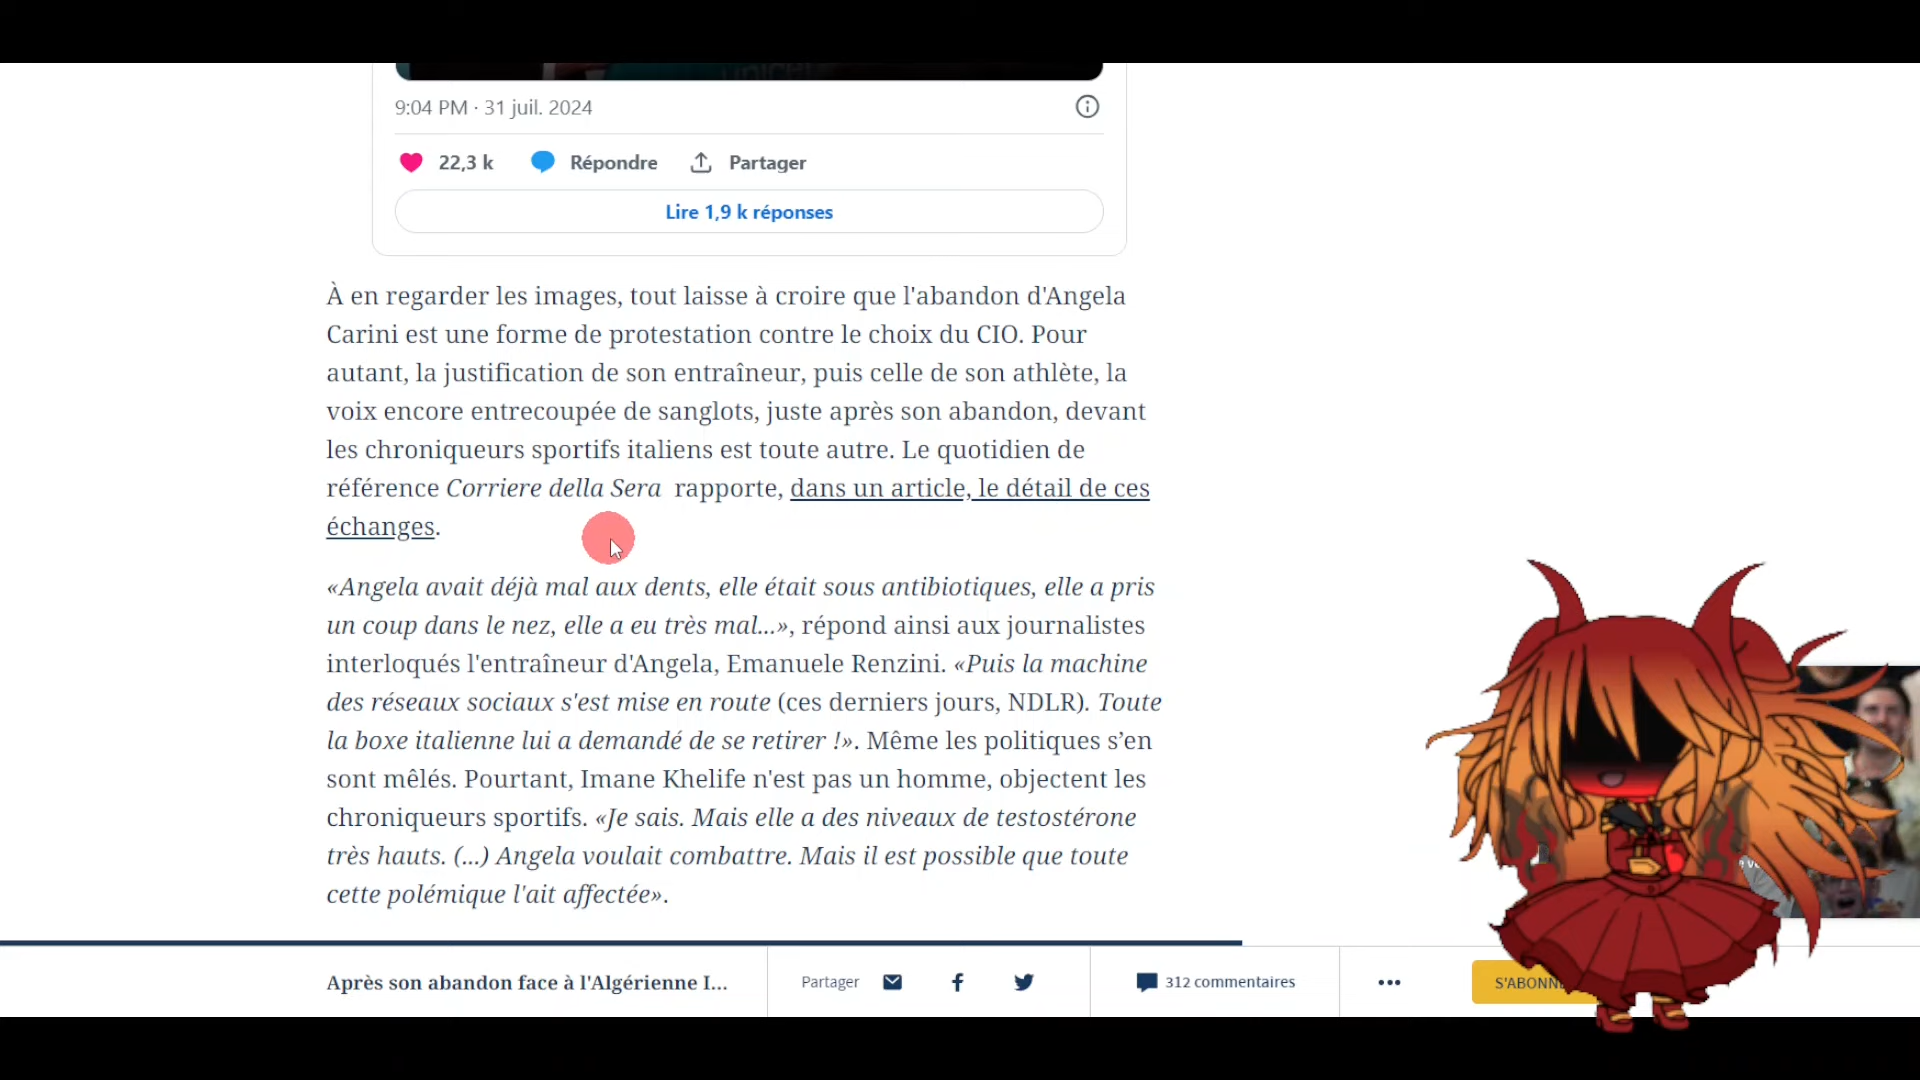 unicef
9:04 PM · 31 juil. 2024
22,3 k Répondre Partager
Lire 1,9 k réponses
À en regarder les images, tout laisse à croire que l'abandon d'Angela
Carini est une forme de protestation contre le choix du CIO. Pour
autant, la justification de son entraîneur, puis celle de son athlète, la
voix encore entrecoupée de sanglots, juste après son abandon, devant
les chroniqueurs sportifs italiens est toute autre. Le quotidien de
référence Corriere della Sera rapporte, dans un article, le détail de ces
échanges.
«Angela avait déjà mal aux dents, elle était sous antibiotiques, elle a pris
un coup dans le nez, elle a eu très mal...», répond ainsi aux journalistes
interloqués l'entraîneur d'Angela, Emanuele Renzini. «Puis la machine
des réseaux sociaux s'est mise en route (ces derniers jours, NDLR). Toute
la boxe italienne lui a demandé de se retirer !». Même les politiques s’en
sont mêlés. Pourtant, Imane Khelife n'est pas un homme, objectent les
chroniqueurs sportifs. «Je sais. Mais elle a des niveaux de testostérone
très hauts. (...) Angela voulait combattre. Mais il est possible que toute
cette polémique l'ait affectée».
Après son abandon face à l'Algérienne I... Partager 312 commentaires ••• S'ABONN